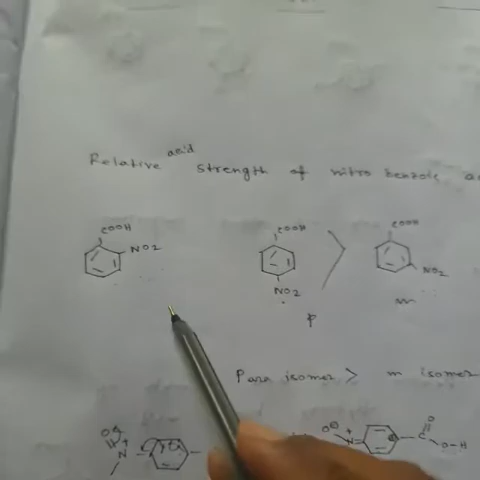 Relative acid strength of nitro benzoic
COOH COOH COOH
NO2 > NO2
NO2
p m
Para isomer > m isomer
O
O⊖
N+ N+ C
O-H